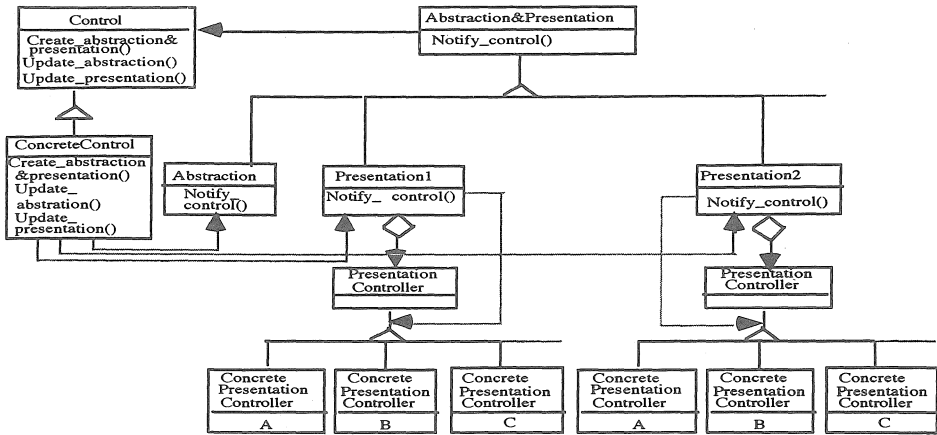 Control
Create_abstraction&
presentation()
Update_abstraction()
Update_presentation()
Abstraction&Presentation
Notify_control()
ConcreteControl
Create_abstraction
&presentation()
Update_
abstration()
Update_
presentation()
Abstraction
Notify_
control()
Presentation1
Notify_ control()
Presentation2
Notify_control()
Presentation
Controller
Presentation
Controller
Concrete
Presentation
Controller
A
Concrete
Presentation
Controller
B
Concrete
Presentation
Controller
C
Concrete
Presentation
Controller
A
Concrete
Presentation
Controller
B
Concrete
Presentation
Controller
C